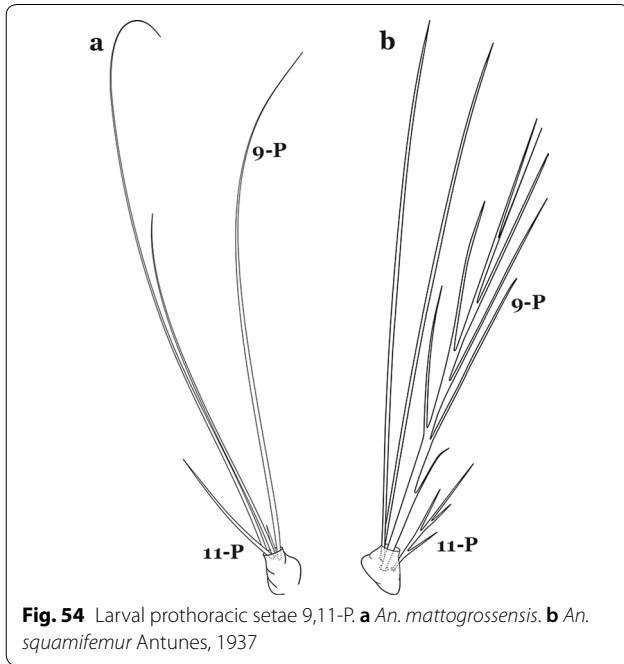 a
b
9-P
9-P
11-P
11-P
Fig. 54 Larval prothoracic setae 9,11-P. a An. mattogrossensis. b An.
squamifemur Antunes, 1937